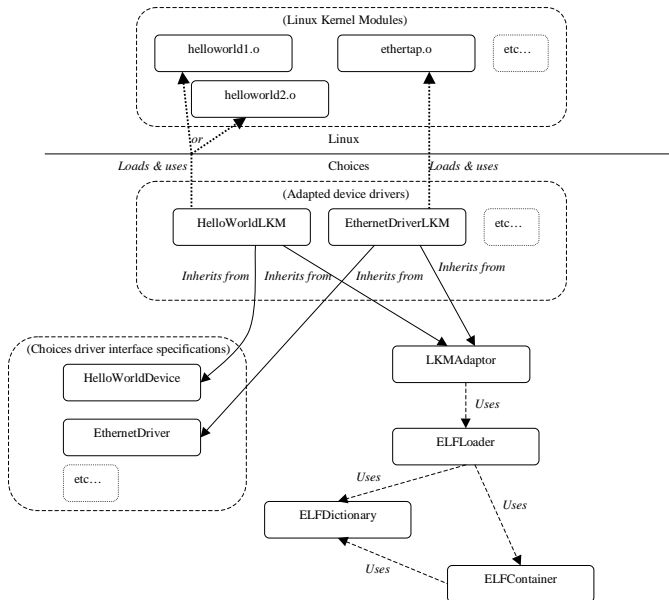 (Linux Kernel Modules)
helloworld1.o
ethertap.o
etc…
helloworld2.o
or
Linux
Loads & uses
Choices
Loads & uses
(Adapted device drivers)
HelloWorldLKM
EthernetDriverLKM
etc…
Inherits from
Inherits from
Inherits from
Inherits from
(Choices driver interface specifications)
HelloWorldDevice
LKMAdaptor
Uses
EthernetDriver
ELFLoader
etc…
Uses
Uses
ELFDictionary
Uses
ELFContainer